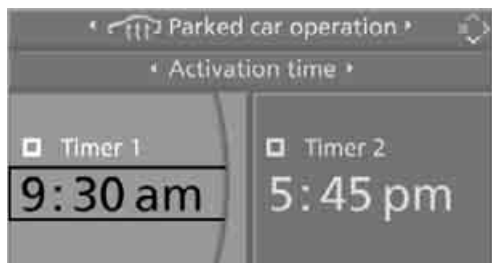 Parked car operation
Activation time
Timer 1
9:30 am
Timer 2
5:45 pm